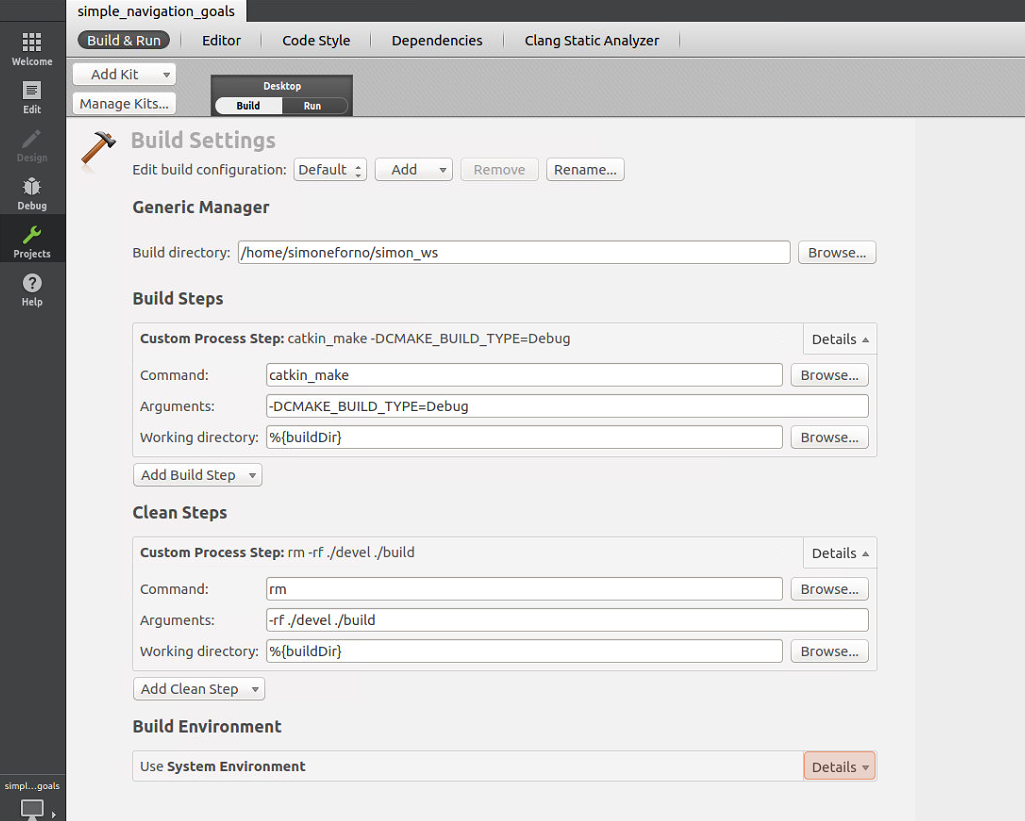 simple_navigation_goals
Build & Run
Editor
Code Style
Dependencies
Clang Static Analyzer
Welcome
Edit
Design
Debug
Projects
Help
Add Kit
Manage Kits...
Desktop
Build
Run
Build Settings
Edit build configuration: Default Add Remove Rename...
Generic Manager
Build directory: /home/simoneforno/simon_ws Browse...
Build Steps
Custom Process Step: catkin_make -DCMAKE_BUILD_TYPE=Debug Details
Command: catkin_make Browse...
Arguments: -DCMAKE_BUILD_TYPE=Debug
Working directory: %{buildDir} Browse...
Add Build Step
Clean Steps
Custom Process Step: rm -rf ./devel ./build Details
Command: rm Browse...
Arguments: -rf ./devel ./build
Working directory: %{buildDir} Browse...
Add Clean Step
Build Environment
Use System Environment Details
simpl...goals